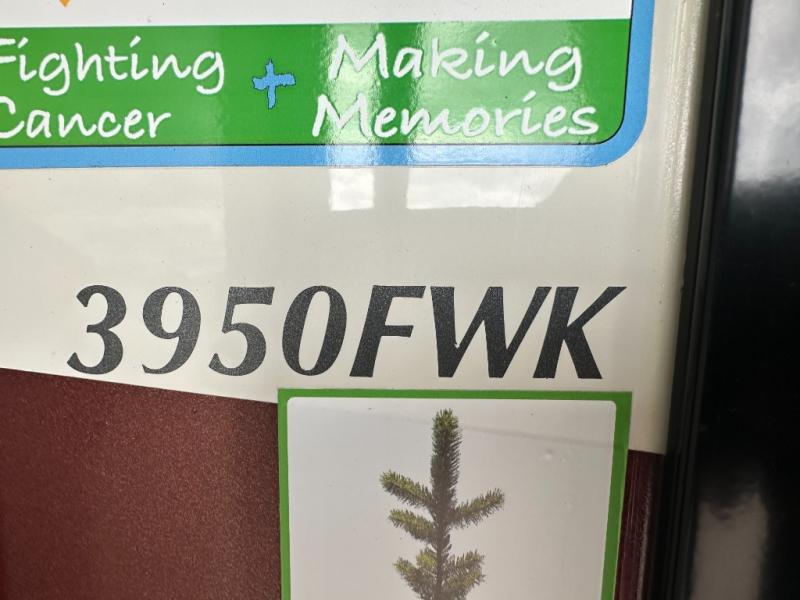 Fighting + Making
Cancer Memories
3950FWK